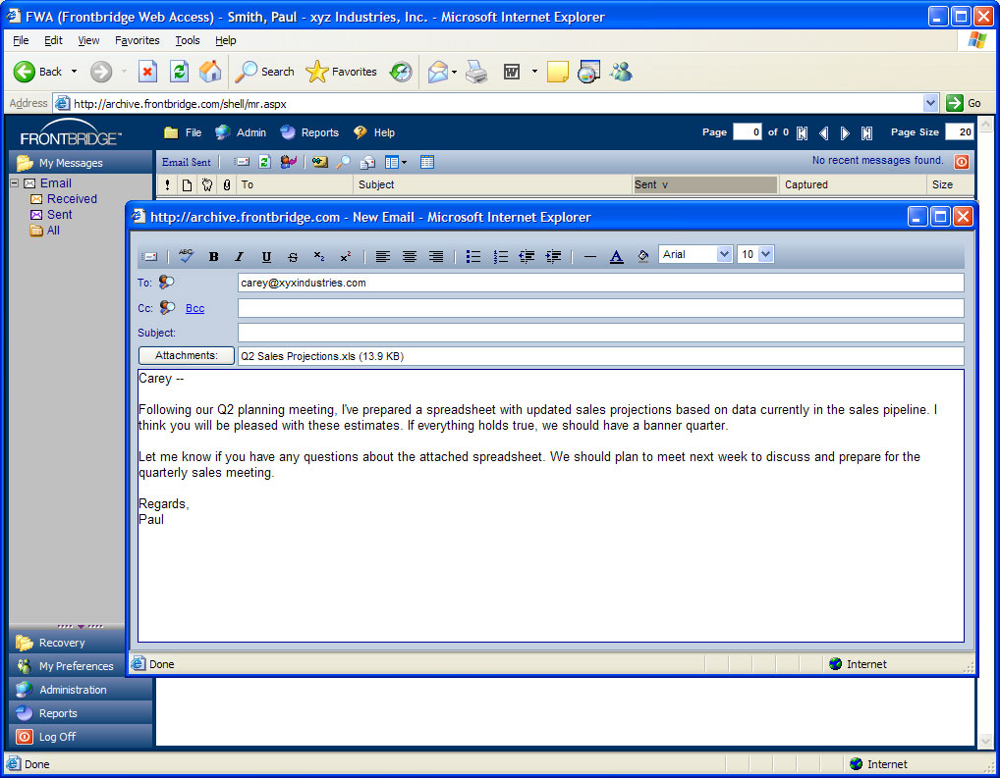 FWA (Frontbridge Web Access) - Smith, Paul - xyz Industries, Inc. - Microsoft Internet Explorer
File Edit View Favorites Tools Help
Back Search Favorites
Address http://archive.frontbridge.com/shell/mr.aspx Go
FRONTBRIDGE™ File Admin Reports Help Page 0 of 0 Page Size 20
My Messages Email Sent No recent messages found.
Email ! To Subject Sent v Captured Size
Received
Sent
All
http://archive.frontbridge.com - New Email - Microsoft Internet Explorer
ABC B I U S x₂ x² A Arial 10
To: carey@xyxindustries.com
Cc: Bcc
Subject:
Attachments: Q2 Sales Projections.xls (13.9 KB)
Carey --
Following our Q2 planning meeting, I've prepared a spreadsheet with updated sales projections based on data currently in the sales pipeline. I
think you will be pleased with these estimates. If everything holds true, we should have a banner quarter.
Let me know if you have any questions about the attached spreadsheet. We should plan to meet next week to discuss and prepare for the
quarterly sales meeting.
Regards,
Paul
Done Internet
Recovery
My Preferences
Administration
Reports
Log Off
Done Internet